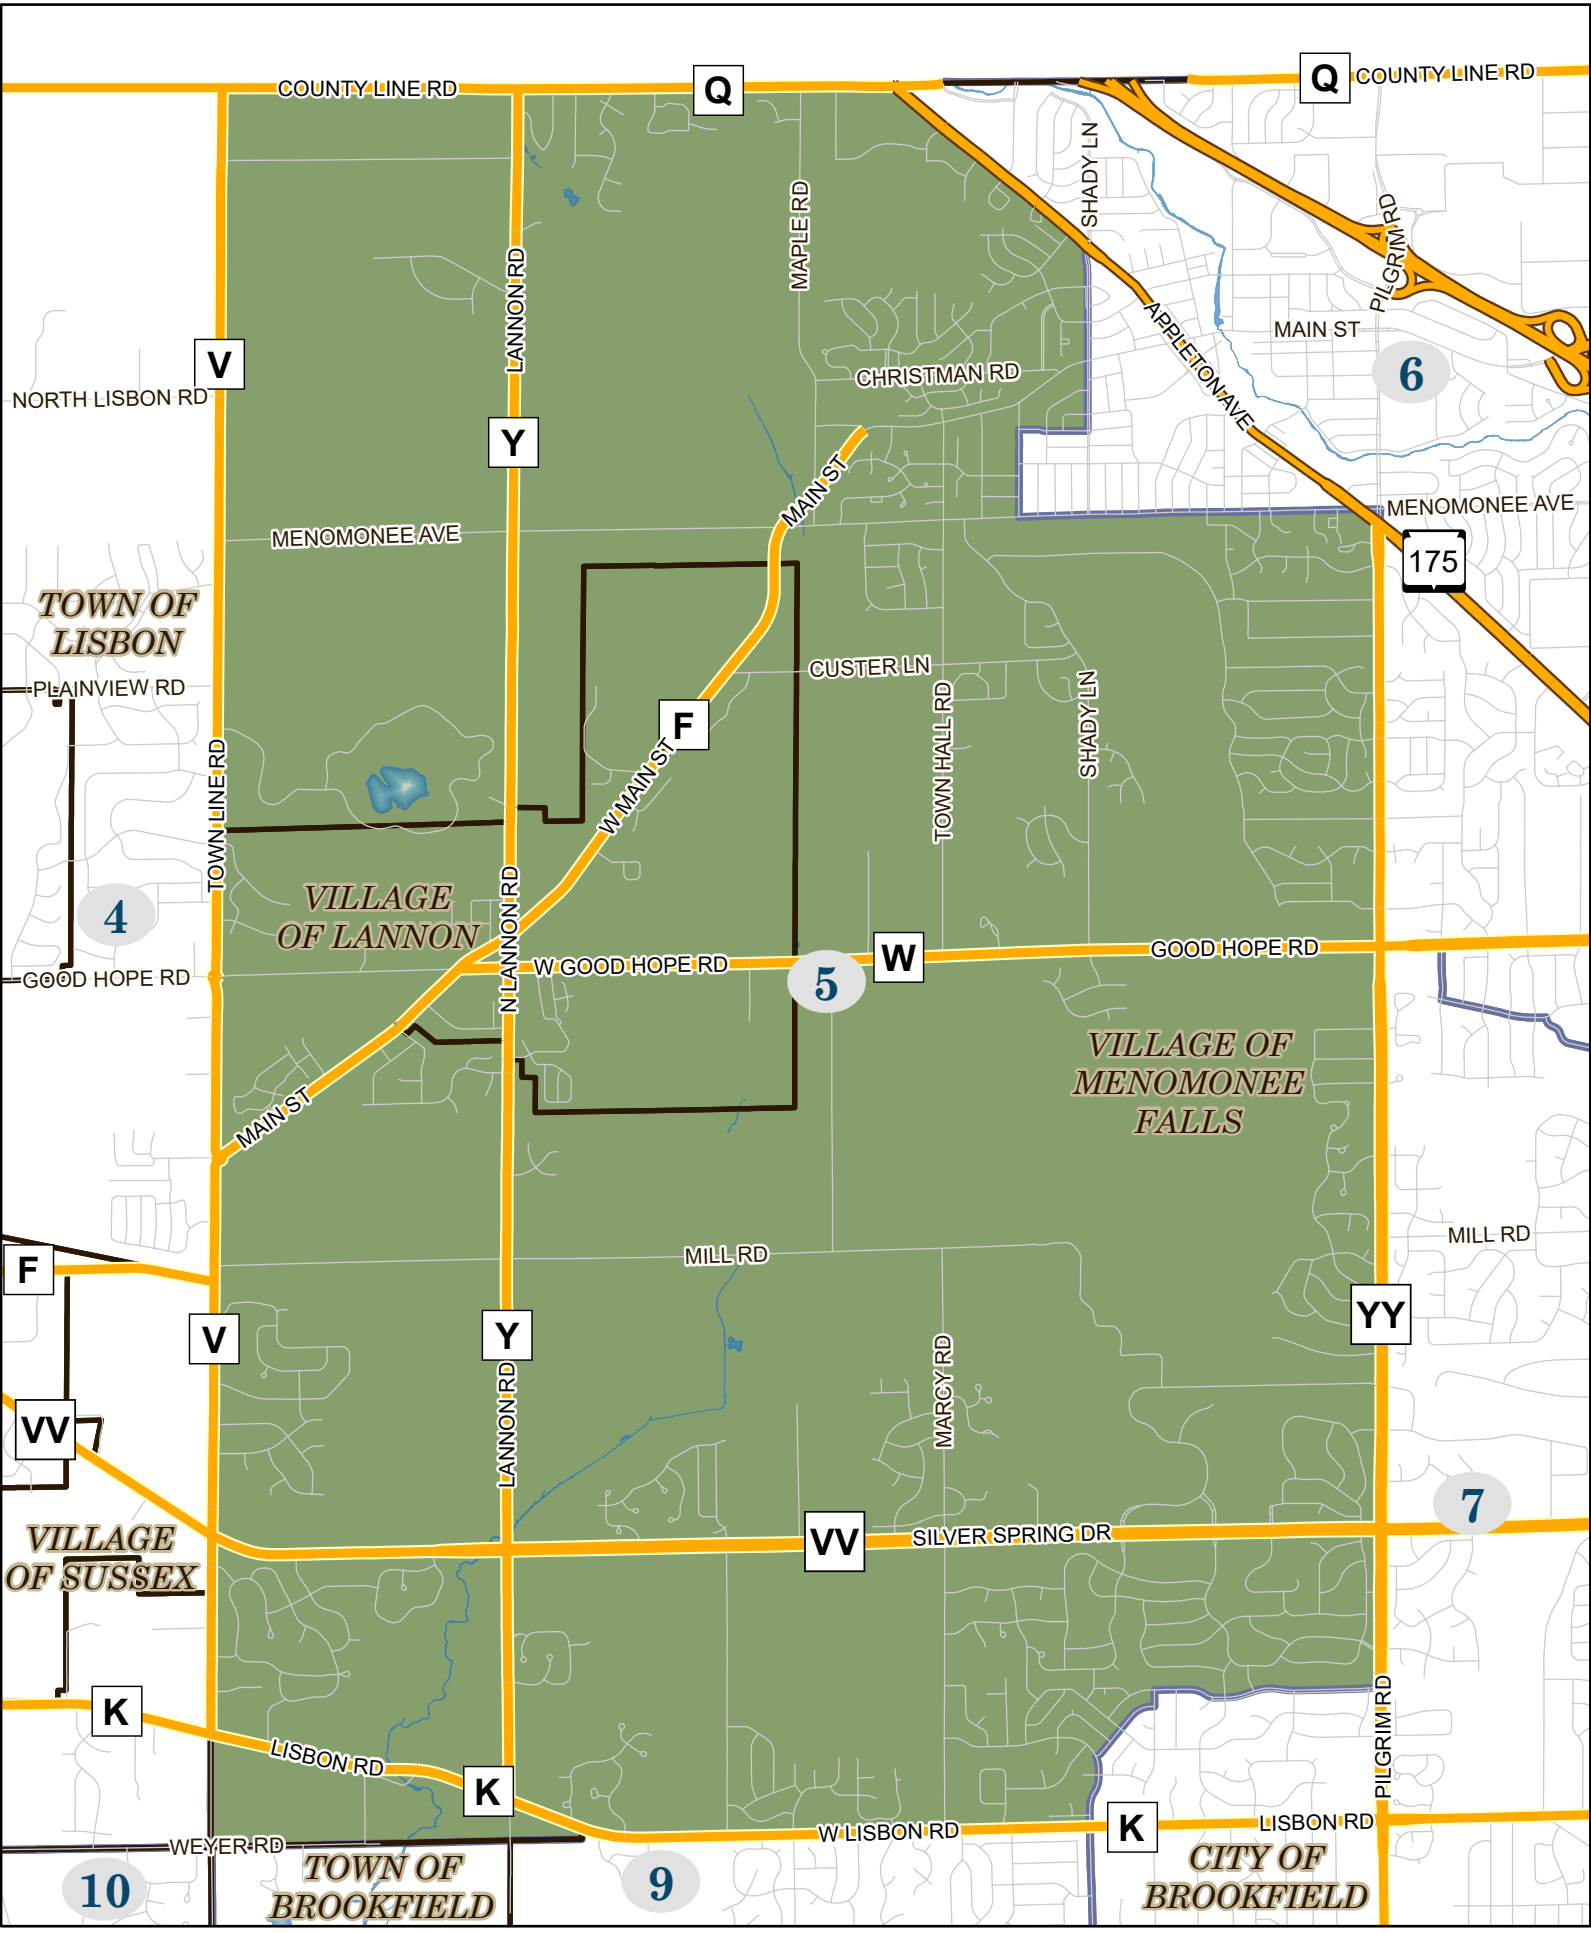 COUNTY LINE RD
Q
Q
COUNTY LINE RD
SHADY LN
MAPLE RD
PILGRIM RD
LANNON RD
APPLETON AVE
MAIN ST
V
6
CHRISTMAN RD
NORTH LISBON RD
Y
MAIN ST
MENOMONEE AVE
MENOMONEE AVE
175
TOWN OF
LISBON
CUSTER LN
PLAINVIEW RD
SHADY LN
F
TOWN HALL RD
W MAIN ST
TOWN LINE RD
VILLAGE
OF LANNON
4
N LANNON RD
W GOOD HOPE RD
W
GOOD HOPE RD
5
GOOD HOPE RD
VILLAGE OF
MENOMONEE
FALLS
MAIN ST
MILL RD
MILL RD
F
V
Y
YY
MARCY RD
LANNON RD
VV
7
VV
SILVER SPRING DR
VILLAGE
OF SUSSEX
K
LISBON RD
PILGRIM RD
K
K
W LISBON RD
LISBON RD
WEYER RD
TOWN OF
BROOKFIELD
CITY OF
BROOKFIELD
10
9